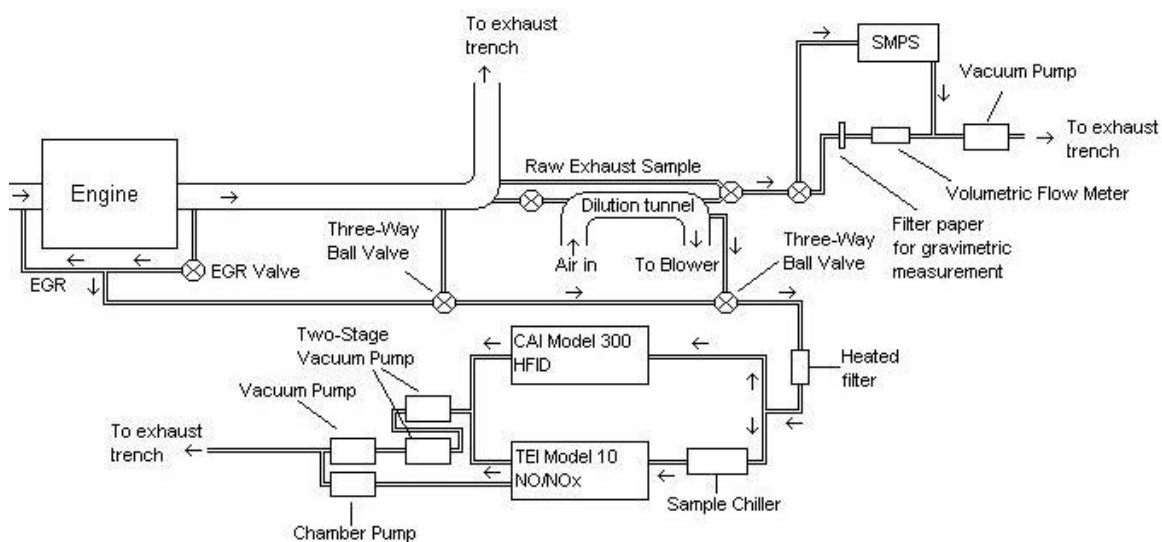 To exhaust
trench
SMPS
Vacuum Pump
To exhaust
trench
Engine
Raw Exhaust Sample
Volumetric Flow Meter
Dilution tunnel
Three-Way
Ball Valve
Air in
To Blower
Three-Way
Ball Valve
Filter paper
for gravimetric
measurement
EGR Valve
EGR
Two-Stage
Vacuum Pump
CAI Model 300
HFID
Heated
filter
Vacuum Pump
To exhaust
trench
TEI Model 10
NO/NOx
Sample Chiller
Chamber Pump